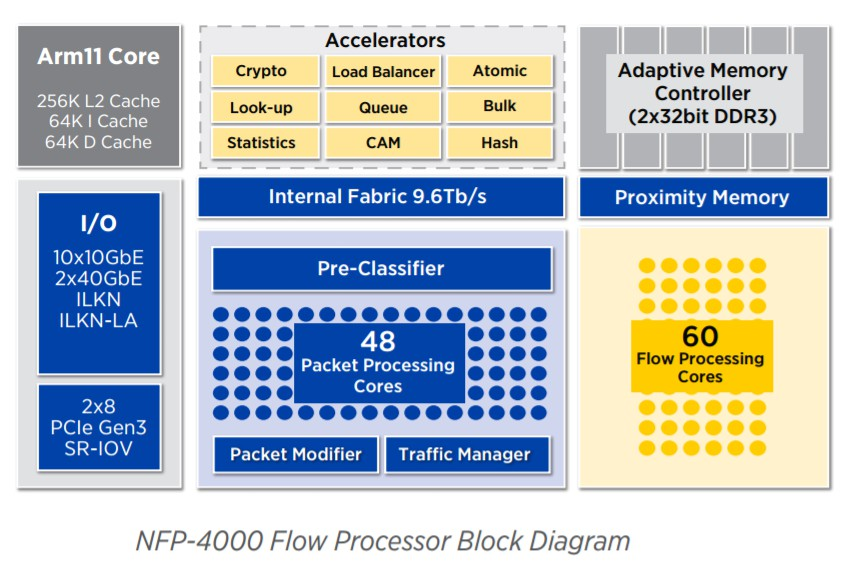 Arm11 Core
256K L2 Cache
64K I Cache
64K D Cache
Accelerators
Crypto
Load Balancer
Atomic
Look-up
Queue
Bulk
Statistics
CAM
Hash
Adaptive Memory
Controller
(2x32bit DDR3)
Internal Fabric 9.6Tb/s
Proximity Memory
I/O
10x10GbE
2x40GbE
ILKN
ILKN-LA
2x8
PCIe Gen3
SR-IOV
Pre-Classifier
48
Packet Processing
Cores
Packet Modifier
Traffic Manager
60
Flow Processing
Cores
NFP-4000 Flow Processor Block Diagram